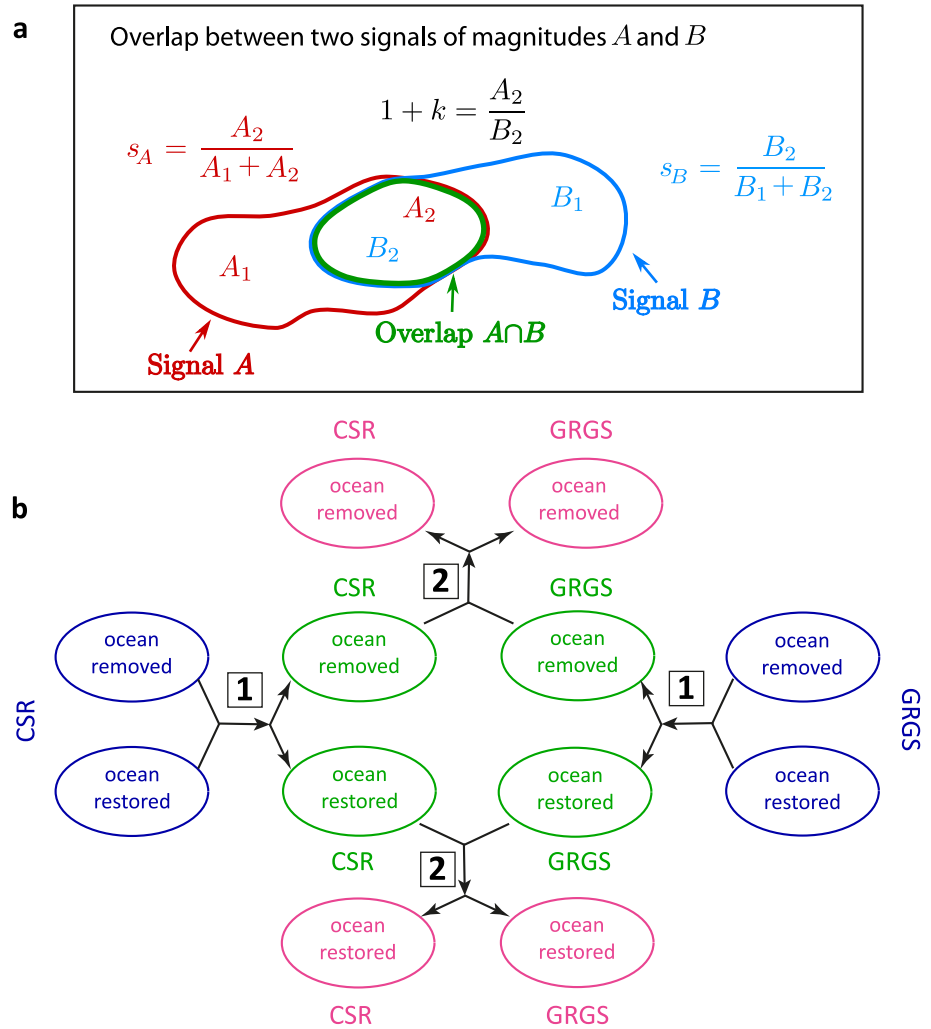 a
Overlap between two signals of magnitudes A and B
1 + k = A₂/B₂
s_A = A₂/(A₁ + A₂)
s_B = B₂/(B₁ + B₂)
A₂
B₁
B₂
A₁
Signal B
Overlap A∩B
Signal A
b
CSR
GRGS
ocean
removed
ocean
removed
2
CSR
GRGS
ocean
removed
ocean
removed
ocean
removed
ocean
removed
1
1
CSR
GRGS
ocean
restored
ocean
restored
ocean
restored
ocean
restored
CSR
2
GRGS
ocean
restored
ocean
restored
CSR
GRGS